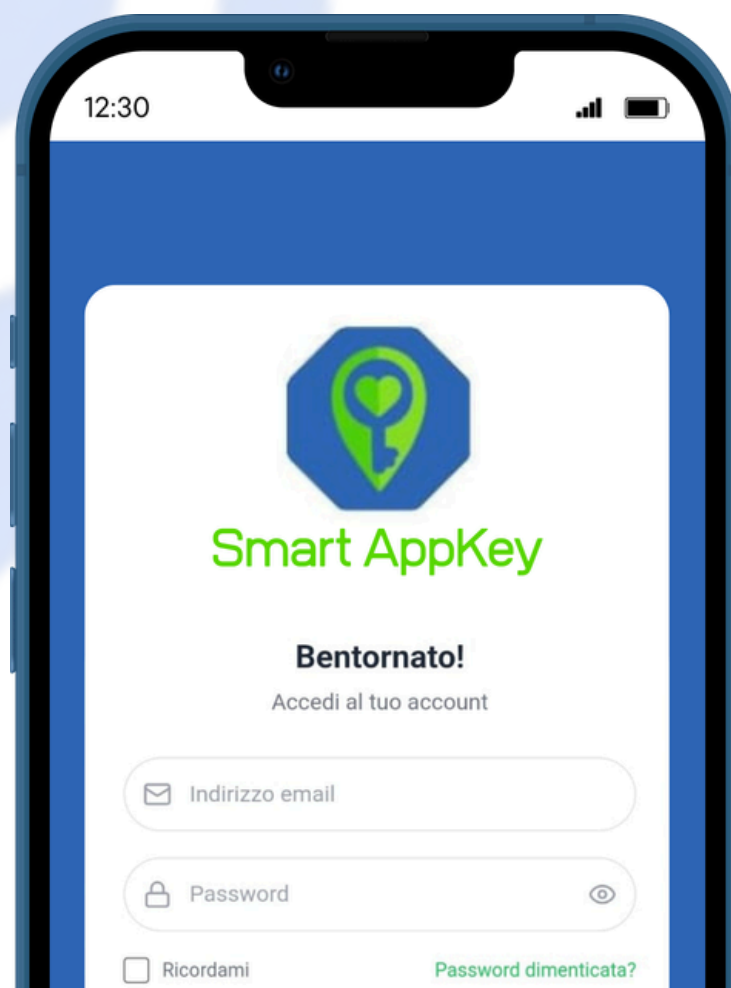 12:30
Smart AppKey
Bentornato!
Accedi al tuo account
Indirizzo email
Password
Ricordami Password dimenticata?